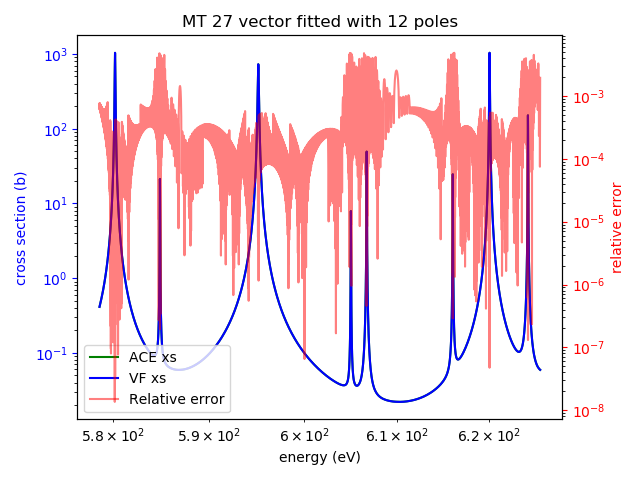 MT 27 vector fitted with 12 poles
10³
10²
10¹
10⁰
10⁻¹
cross section (b)
10⁻³
10⁻⁴
10⁻⁵
10⁻⁶
10⁻⁷
10⁻⁸
relative error
ACE xs
VF xs
Relative error
5.8 × 10² 5.9 × 10² 6 × 10² 6.1 × 10² 6.2 × 10²
energy (eV)